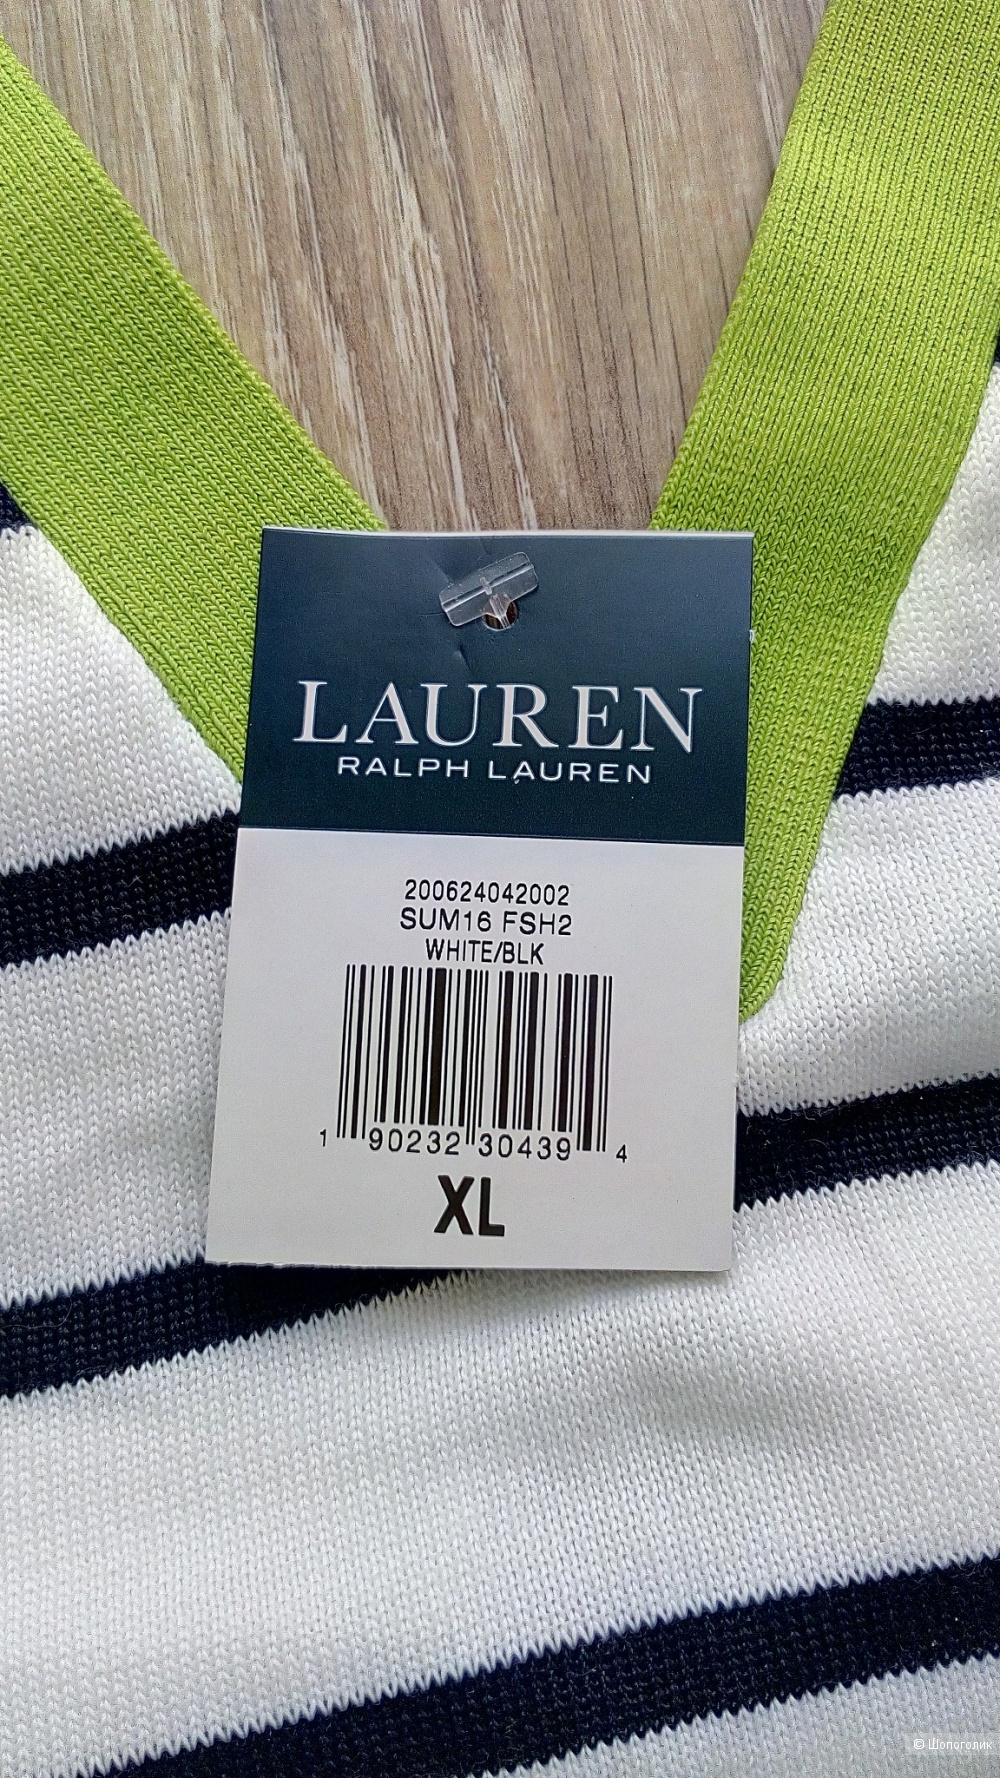 LAUREN
RALPH LAUREN
200624042002
SUM16 FSH2
WHITE/BLK
1 90232 30439 4
XL
© Шопоголик